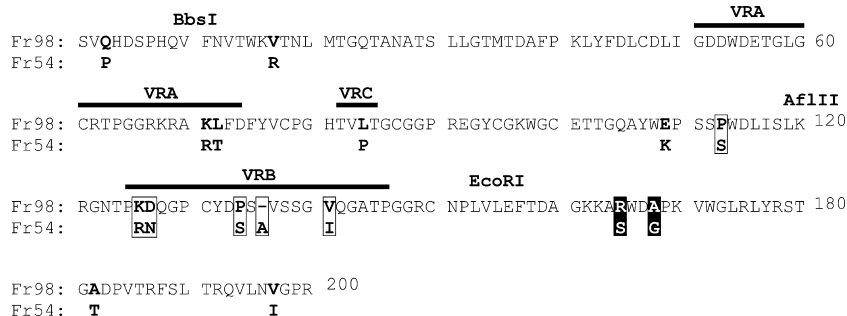 BbsI VRA
Fr98: SVQHDSPHQV FNVTWKVTNL MTGQTANATS LLGTMTDAFP KLYFDLCDLI GDDWDETGLG 60
Fr54: P R
VRA VRC AflII
Fr98: CRTPGGRKRA KLFDFYVCPG HTVLTGCGGP REGYCGKWGC ETTGQAYWEP SSPWDLISLK 120
Fr54: RT P K S
VRB EcoRI
Fr98: RGNTPKDQGP CYDPS-VSSG VQGATPGGRC NPLVLEFTDA GKKARWDAPK VWGLRLYRST 180
Fr54: RN S A I S G
Fr98: GADPVTRFSL TRQVLNVGPR 200
Fr54: T I